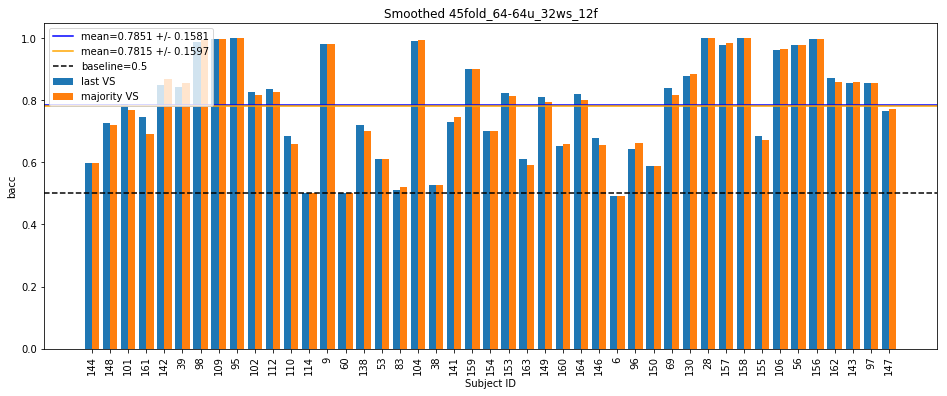 Smoothed 45fold_64-64u_32ws_12f
mean=0.7851 +/- 0.1581
mean=0.7815 +/- 0.1597
baseline=0.5
last VS
majority VS
1.0
0.8
0.6
0.4
0.2
0.0
bacc
144 148 101 161 142 39 98 109 95 102 112 110 114 9 60 138 53 83 104 38 141 159 154 153 163 149 160 164 146 6 96 150 69 130 28 157 158 155 106 56 156 162 143 97 147
Subject ID